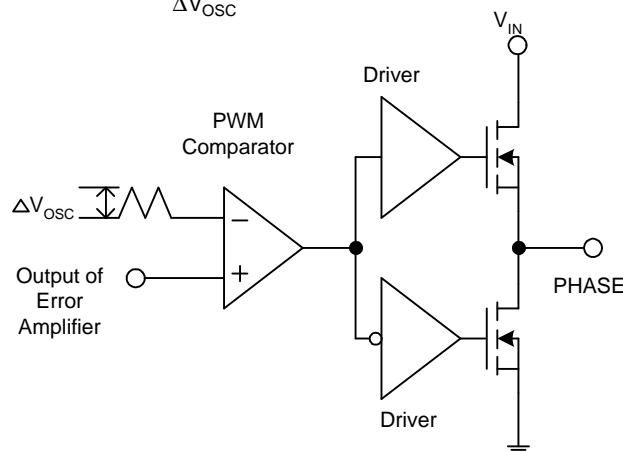 ΔV_OSC
V_IN
Driver
PWM
Comparator
ΔV_OSC
−
+
Output of
Error
Amplifier
PHASE
Driver